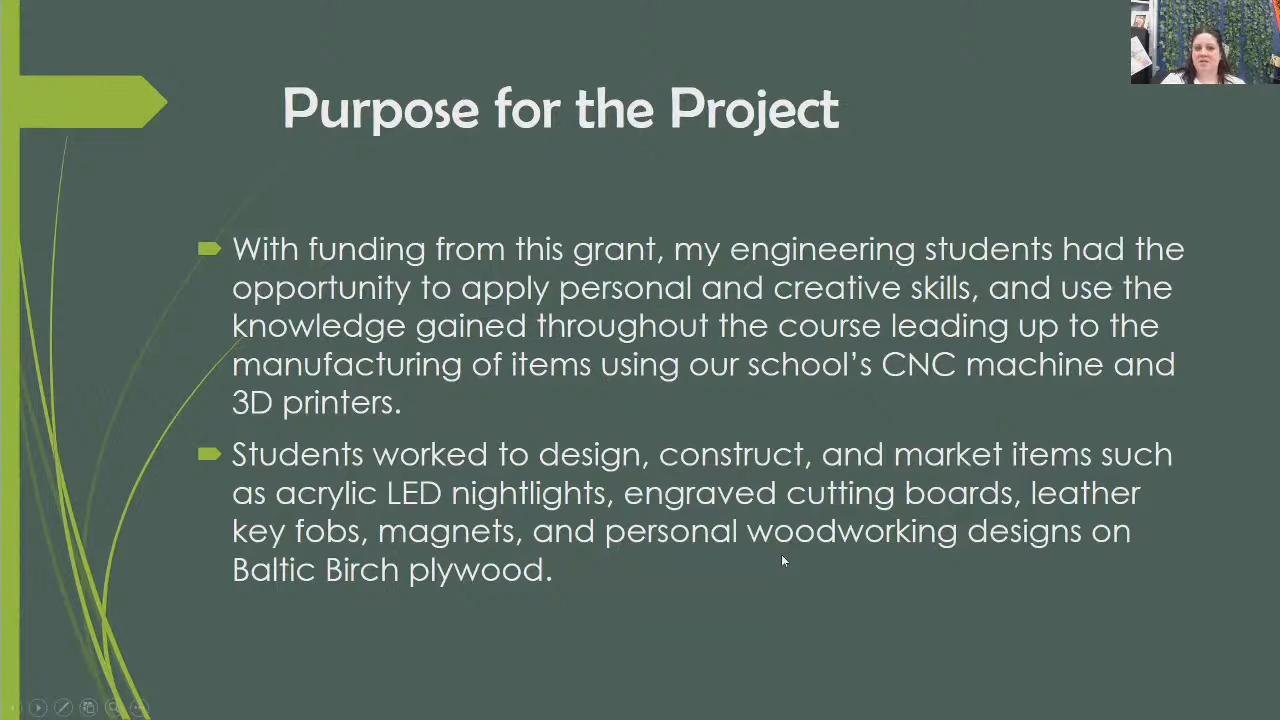 Purpose for the Project
With funding from this grant, my engineering students had the
opportunity to apply personal and creative skills, and use the
knowledge gained throughout the course leading up to the
manufacturing of items using our school’s CNC machine and
3D printers.
Students worked to design, construct, and market items such
as acrylic LED nightlights, engraved cutting boards, leather
key fobs, magnets, and personal woodworking designs on
Baltic Birch plywood.